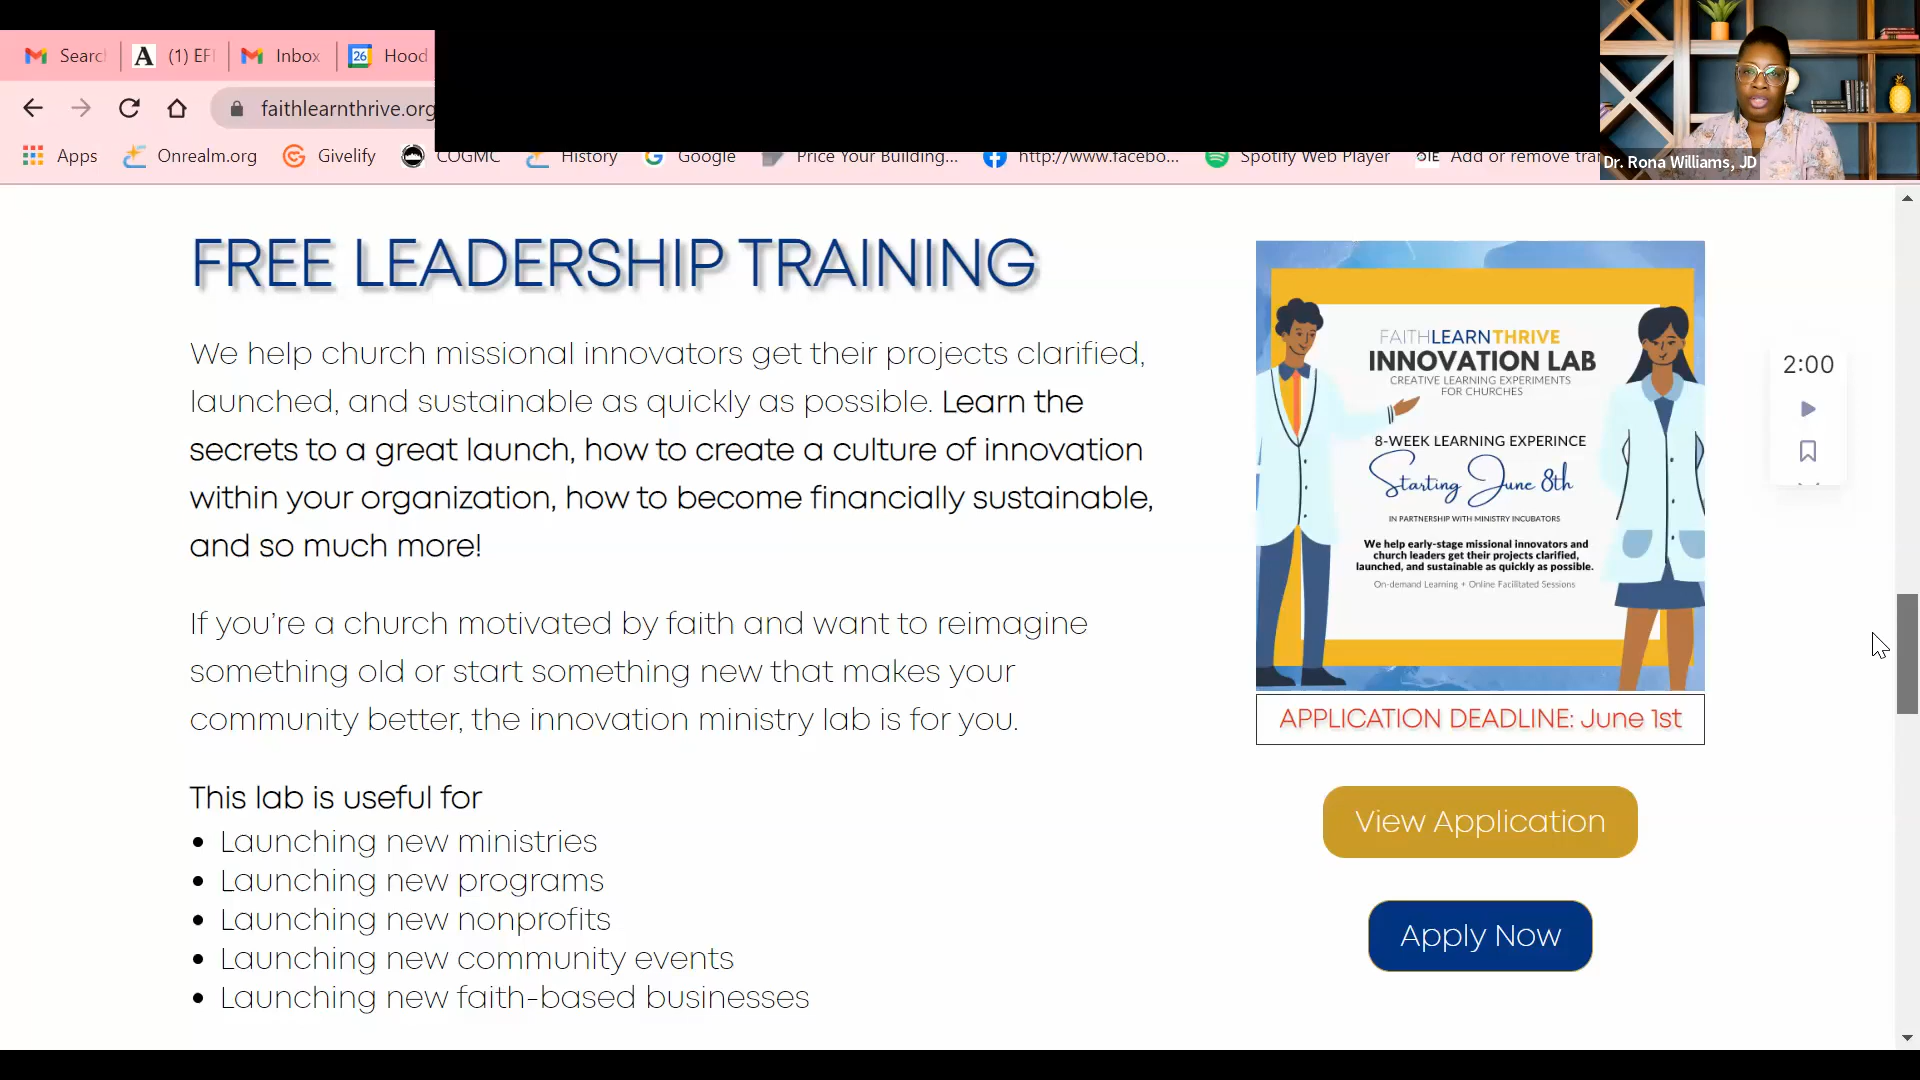 Searc
(1) EFI
Inbox
26
Hood
faithlearnthrive.org
Apps
Onrealm.org
Givelify
COGMC
History
Google
Price Your Building...
http://www.facebo...
Spotify Web Player
Add or remove tra
Dr. Rona Williams, JD
FREE LEADERSHIP TRAINING
We help church missional innovators get their projects clarified,
launched, and sustainable as quickly as possible. Learn the
secrets to a great launch, how to create a culture of innovation
within your organization, how to become financially sustainable,
and so much more!
If you're a church motivated by faith and want to reimagine
something old or start something new that makes your
community better, the innovation ministry lab is for you.
This lab is useful for
• Launching new ministries
• Launching new programs
• Launching new nonprofits
• Launching new community events
• Launching new faith-based businesses
FAITHLEARNTHRIVE
INNOVATION LAB
CREATIVE LEARNING EXPERIMENTS
FOR CHURCHES
8-WEEK LEARNING EXPERINCE
Starting June 8th
IN PARTNERSHIP WITH MINISTRY INCUBATORS
We help early-stage missional innovators and
church leaders get their projects clarified,
launched, and sustainable as quickly as possible.
On-demand Learning + Online Facilitated Sessions
APPLICATION DEADLINE: June 1st
View Application
Apply Now
2:00